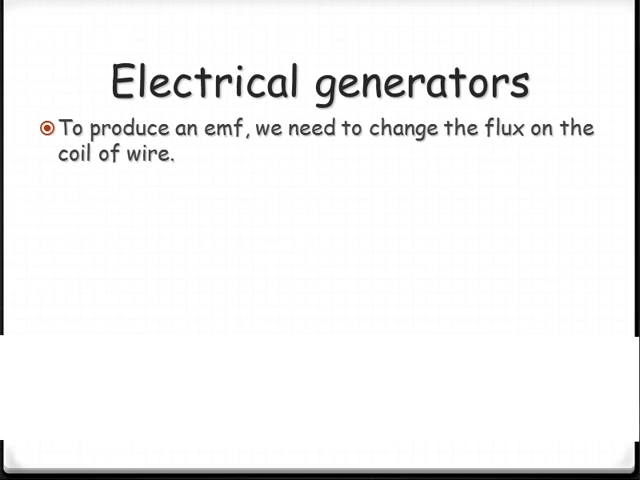 Electrical generators
To produce an emf, we need to change the flux on the
coil of wire.